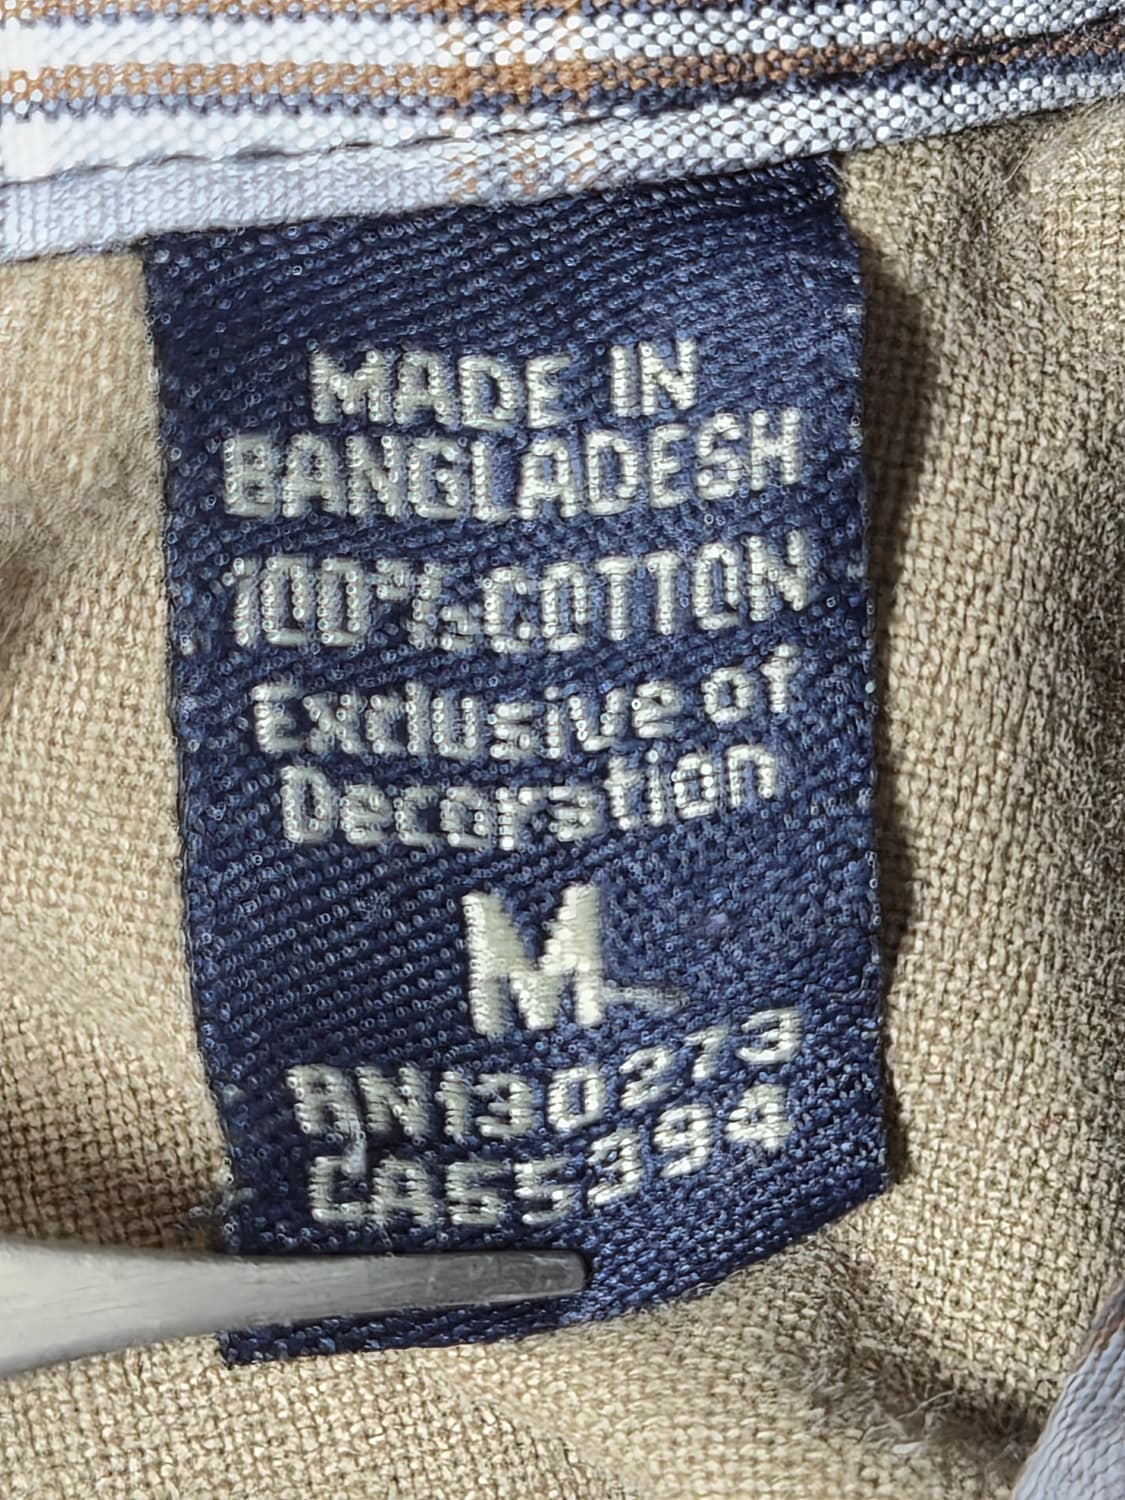 MADE IN
BANGLADESH
100% COTTON
Exclusive of
Decoration
M
RN130273
CA55394